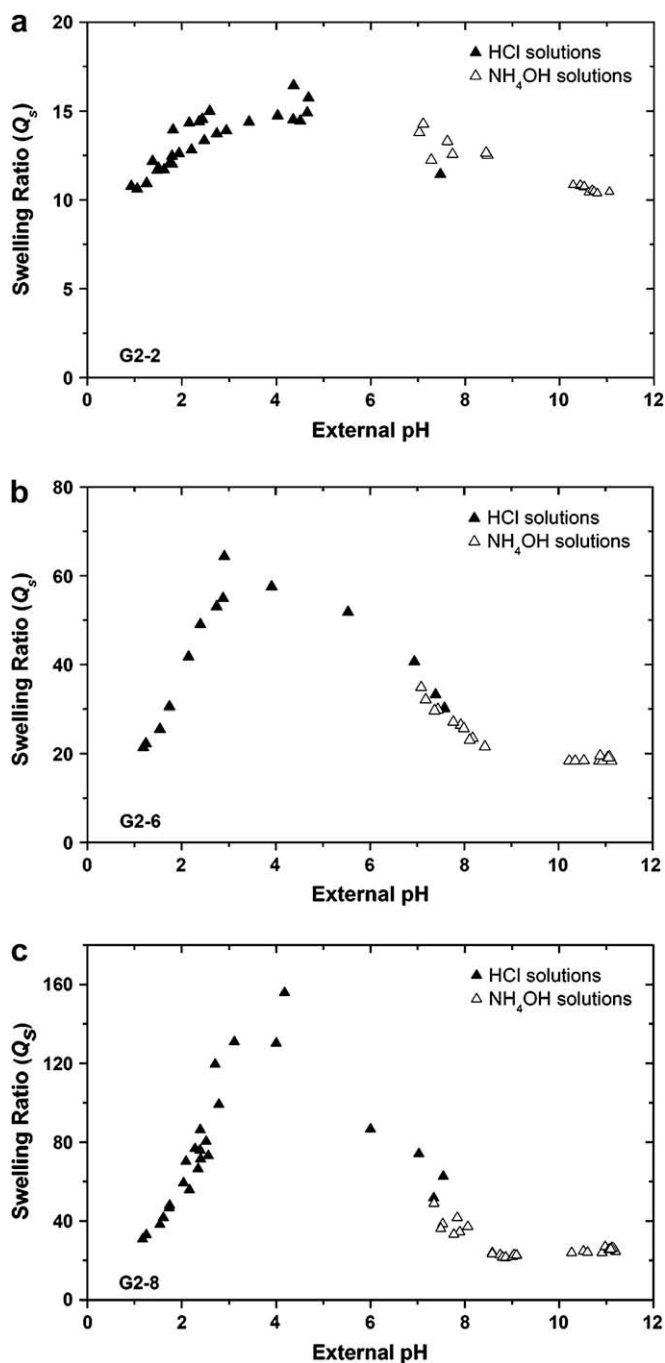 a
20
15
10
5
0
Swelling Ratio (Qs)
HCl solutions
NH4OH solutions
G2-2
0 2 4 6 8 10 12
External pH
b
80
60
40
20
0
Swelling Ratio (Qs)
HCl solutions
NH4OH solutions
G2-6
0 2 4 6 8 10 12
External pH
c
160
120
80
40
0
Swelling Ratio (Qs)
HCl solutions
NH4OH solutions
G2-8
0 2 4 6 8 10 12
External pH